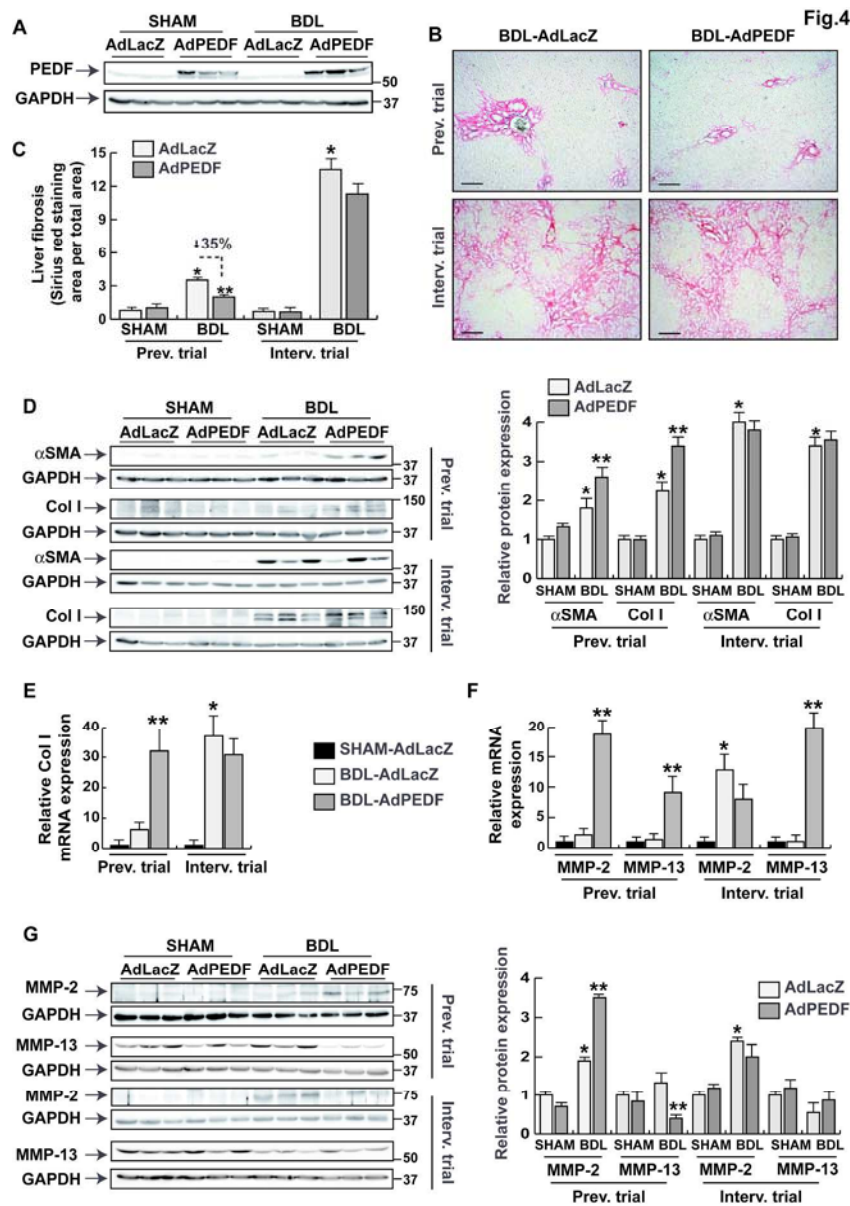 Fig.4
A
SHAM BDL
AdLacZ AdPEDF AdLacZ AdPEDF
PEDF
50
GAPDH
37
B
BDL-AdLacZ BDL-AdPEDF
Prev. trial
Interv. trial
C
AdLacZ
AdPEDF
Liver fibrosis
(Sirius red staining
area per total area)
15
12
9
6
3
0
*
↓35%
**
*
SHAM BDL SHAM BDL
Prev. trial Interv. trial
D
SHAM BDL
AdLacZ AdPEDF AdLacZ AdPEDF
αSMA
37
GAPDH 37
Col I 150
GAPDH 37
αSMA
37
GAPDH 37
Col I 150
GAPDH 37
Prev. trial
Interv. trial
AdLacZ
AdPEDF
Relative protein expression
4
2
0
* ** * ** * *
SHAM BDL SHAM BDL SHAM BDL SHAM BDL
αSMA Col I αSMA Col I
Prev. trial Interv. trial
E
Relative Col I
mRNA expression
40
30
20
10
0
** *
Prev. trial Interv. trial
SHAM-AdLacZ
BDL-AdLacZ
BDL-AdPEDF
F
Relative mRNA
expression
20
15
10
5
0
** ** * **
MMP-2 MMP-13 MMP-2 MMP-13
Prev. trial Interv. trial
G
SHAM BDL
AdLacZ AdPEDF AdLacZ AdPEDF
MMP-2 75
GAPDH 37
MMP-13
50
GAPDH 37
MMP-2 75
GAPDH 37
MMP-13
50
GAPDH 37
Prev. trial
Interv. trial
AdLacZ
AdPEDF
Relative protein expression
4
2
1
0
* ** ** *
SHAM BDL SHAM BDL SHAM BDL SHAM BDL
MMP-2 MMP-13 MMP-2 MMP-13
Prev. trial Interv. trial